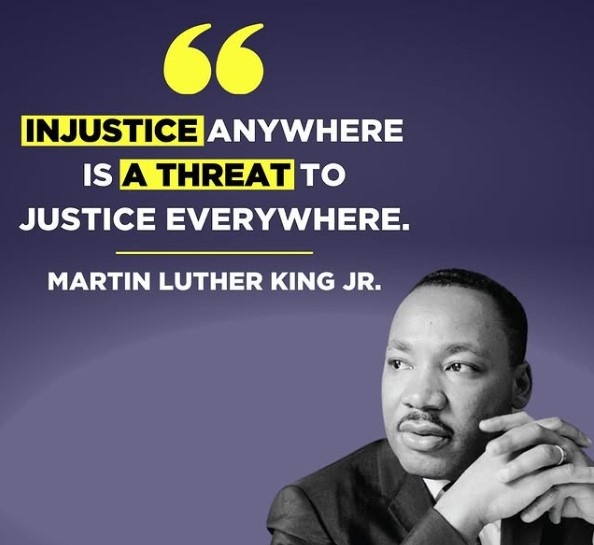 INJUSTICE ANYWHERE
IS A THREAT TO
JUSTICE EVERYWHERE.
MARTIN LUTHER KING JR.